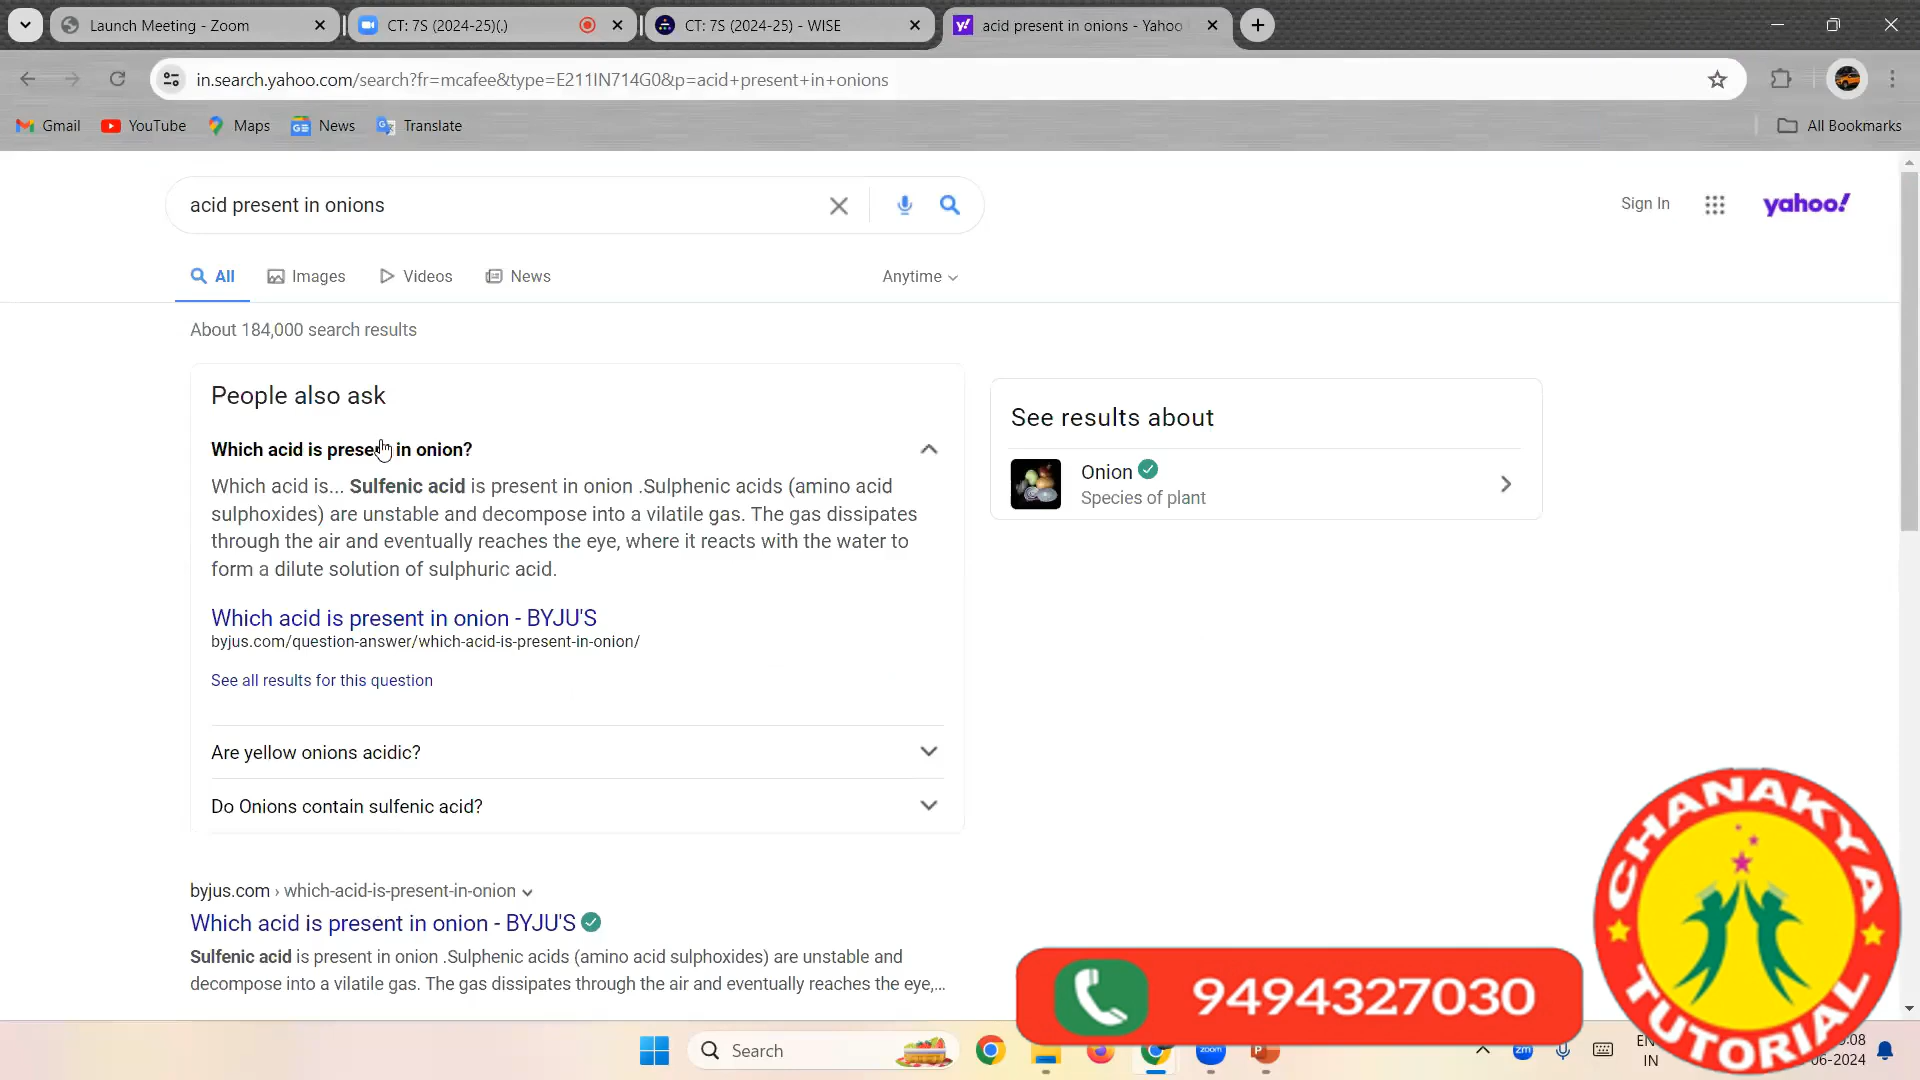 Launch Meeting - Zoom
CT: 7S (2024-25)(.)
CT: 7S (2024-25) - WISE
acid present in onions - Yahoo
in.search.yahoo.com/search?fr=mcafee&type=E211IN714G0&p=acid+present+in+onions
Gmail
YouTube
Maps
News
Translate
All Bookmarks
acid present in onions
Sign In
yahoo!
All
Images
Videos
News
Anytime
About 184,000 search results
People also ask
Which acid is present in onion?
Which acid is... Sulfenic acid is present in onion .Sulphenic acids (amino acid
sulphoxides) are unstable and decompose into a vilatile gas. The gas dissipates
through the air and eventually reaches the eye, where it reacts with the water to
form a dilute solution of sulphuric acid.
Which acid is present in onion - BYJU'S
byjus.com/question-answer/which-acid-is-present-in-onion/
See all results for this question
Are yellow onions acidic?
Do Onions contain sulfenic acid?
See results about
Onion
Species of plant
byjus.com › which-acid-is-present-in-onion
Which acid is present in onion - BYJU'S
Sulfenic acid is present in onion .Sulphenic acids (amino acid sulphoxides) are unstable and
decompose into a vilatile gas. The gas dissipates through the air and eventually reaches the eye,...
9494327030
CHANAKYA
TUTORIAL
Search
zoom
zm
IN
:08
06-2024